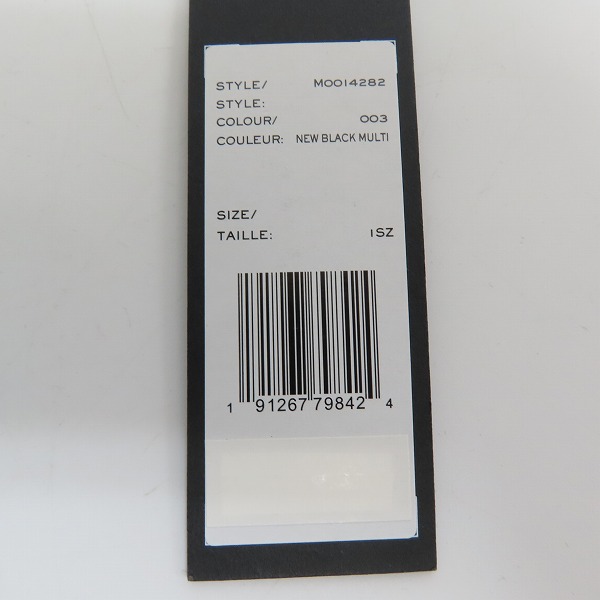 STYLE/ M0014282
STYLE:
COLOUR/ 003
COULEUR: NEW BLACK MULTI
SIZE/
TAILLE: 1SZ
1 91267 79842 4